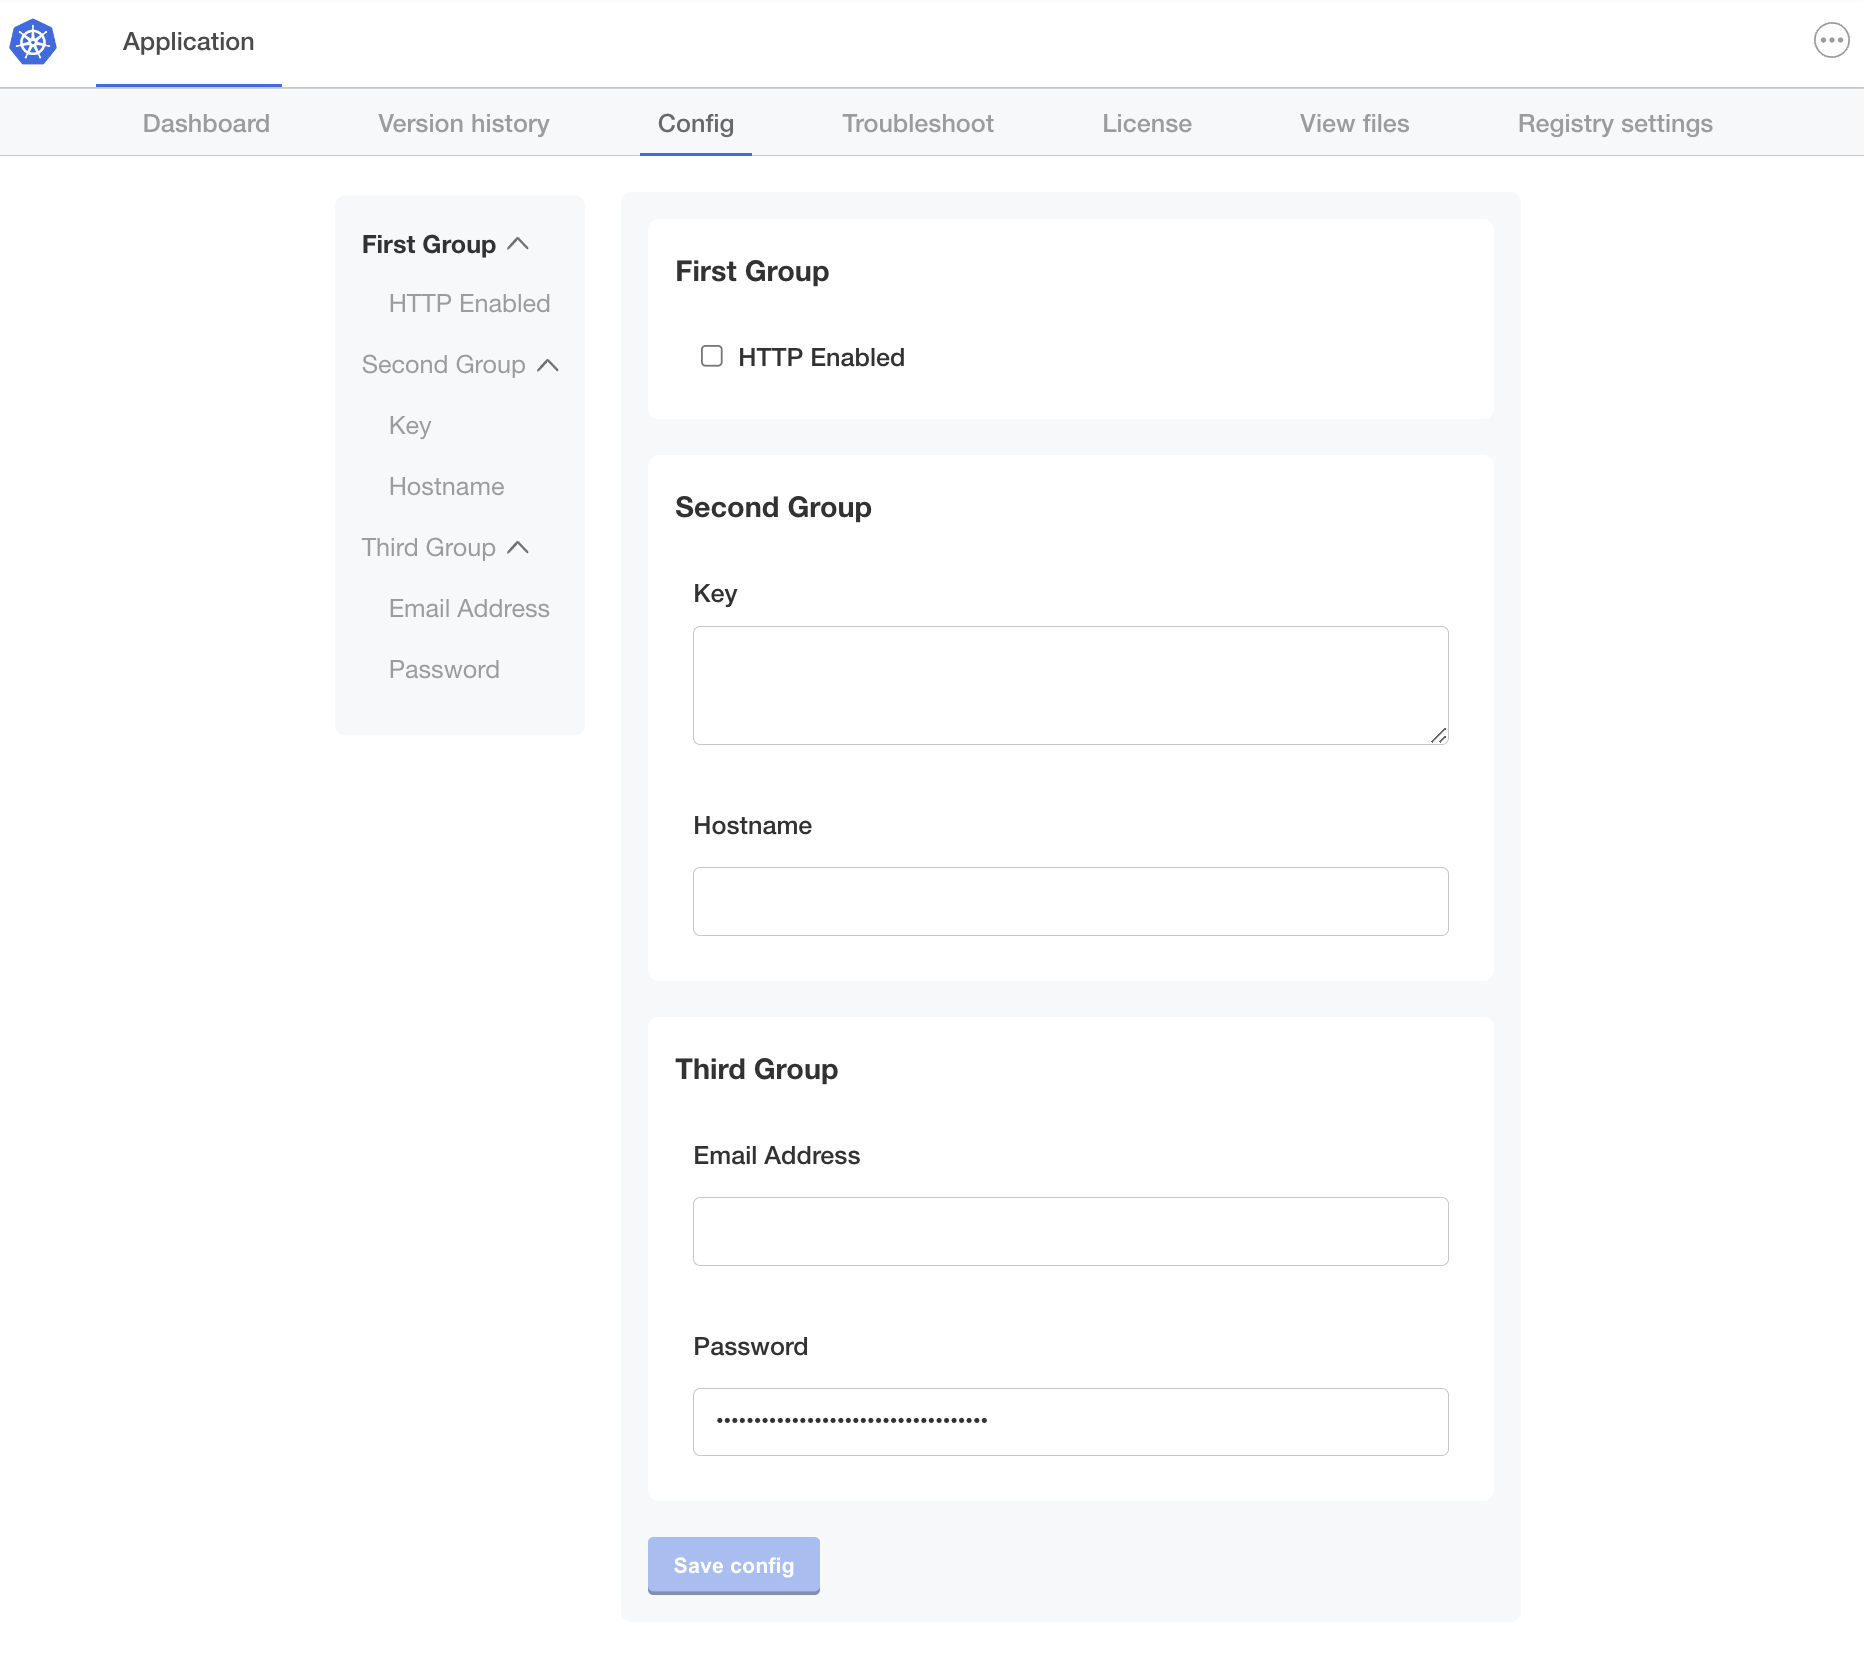 Application
Dashboard Version history Config Troubleshoot License View files Registry settings
First Group
HTTP Enabled
Second Group
Key
Hostname
Third Group
Email Address
Password
First Group
HTTP Enabled
Second Group
Key
Hostname
Third Group
Email Address
Password
••••••••••••••••••••••••••••••••••••
Save config